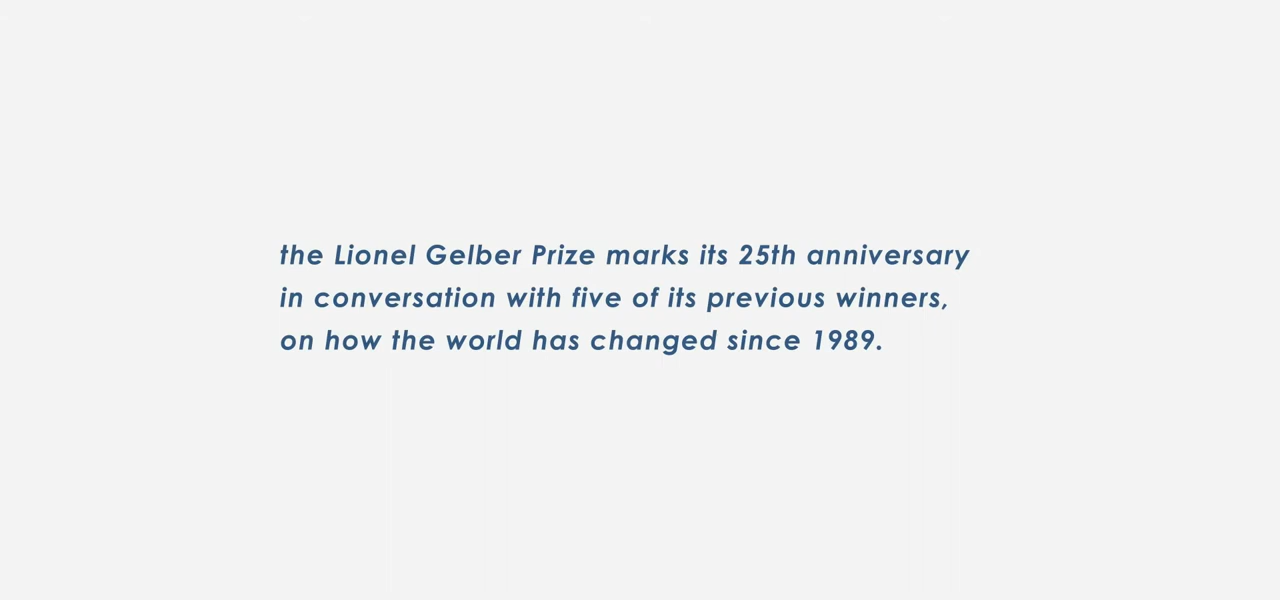 the Lionel Gelber Prize marks its 25th anniversary
in conversation with five of its previous winners,
on how the world has changed since 1989.